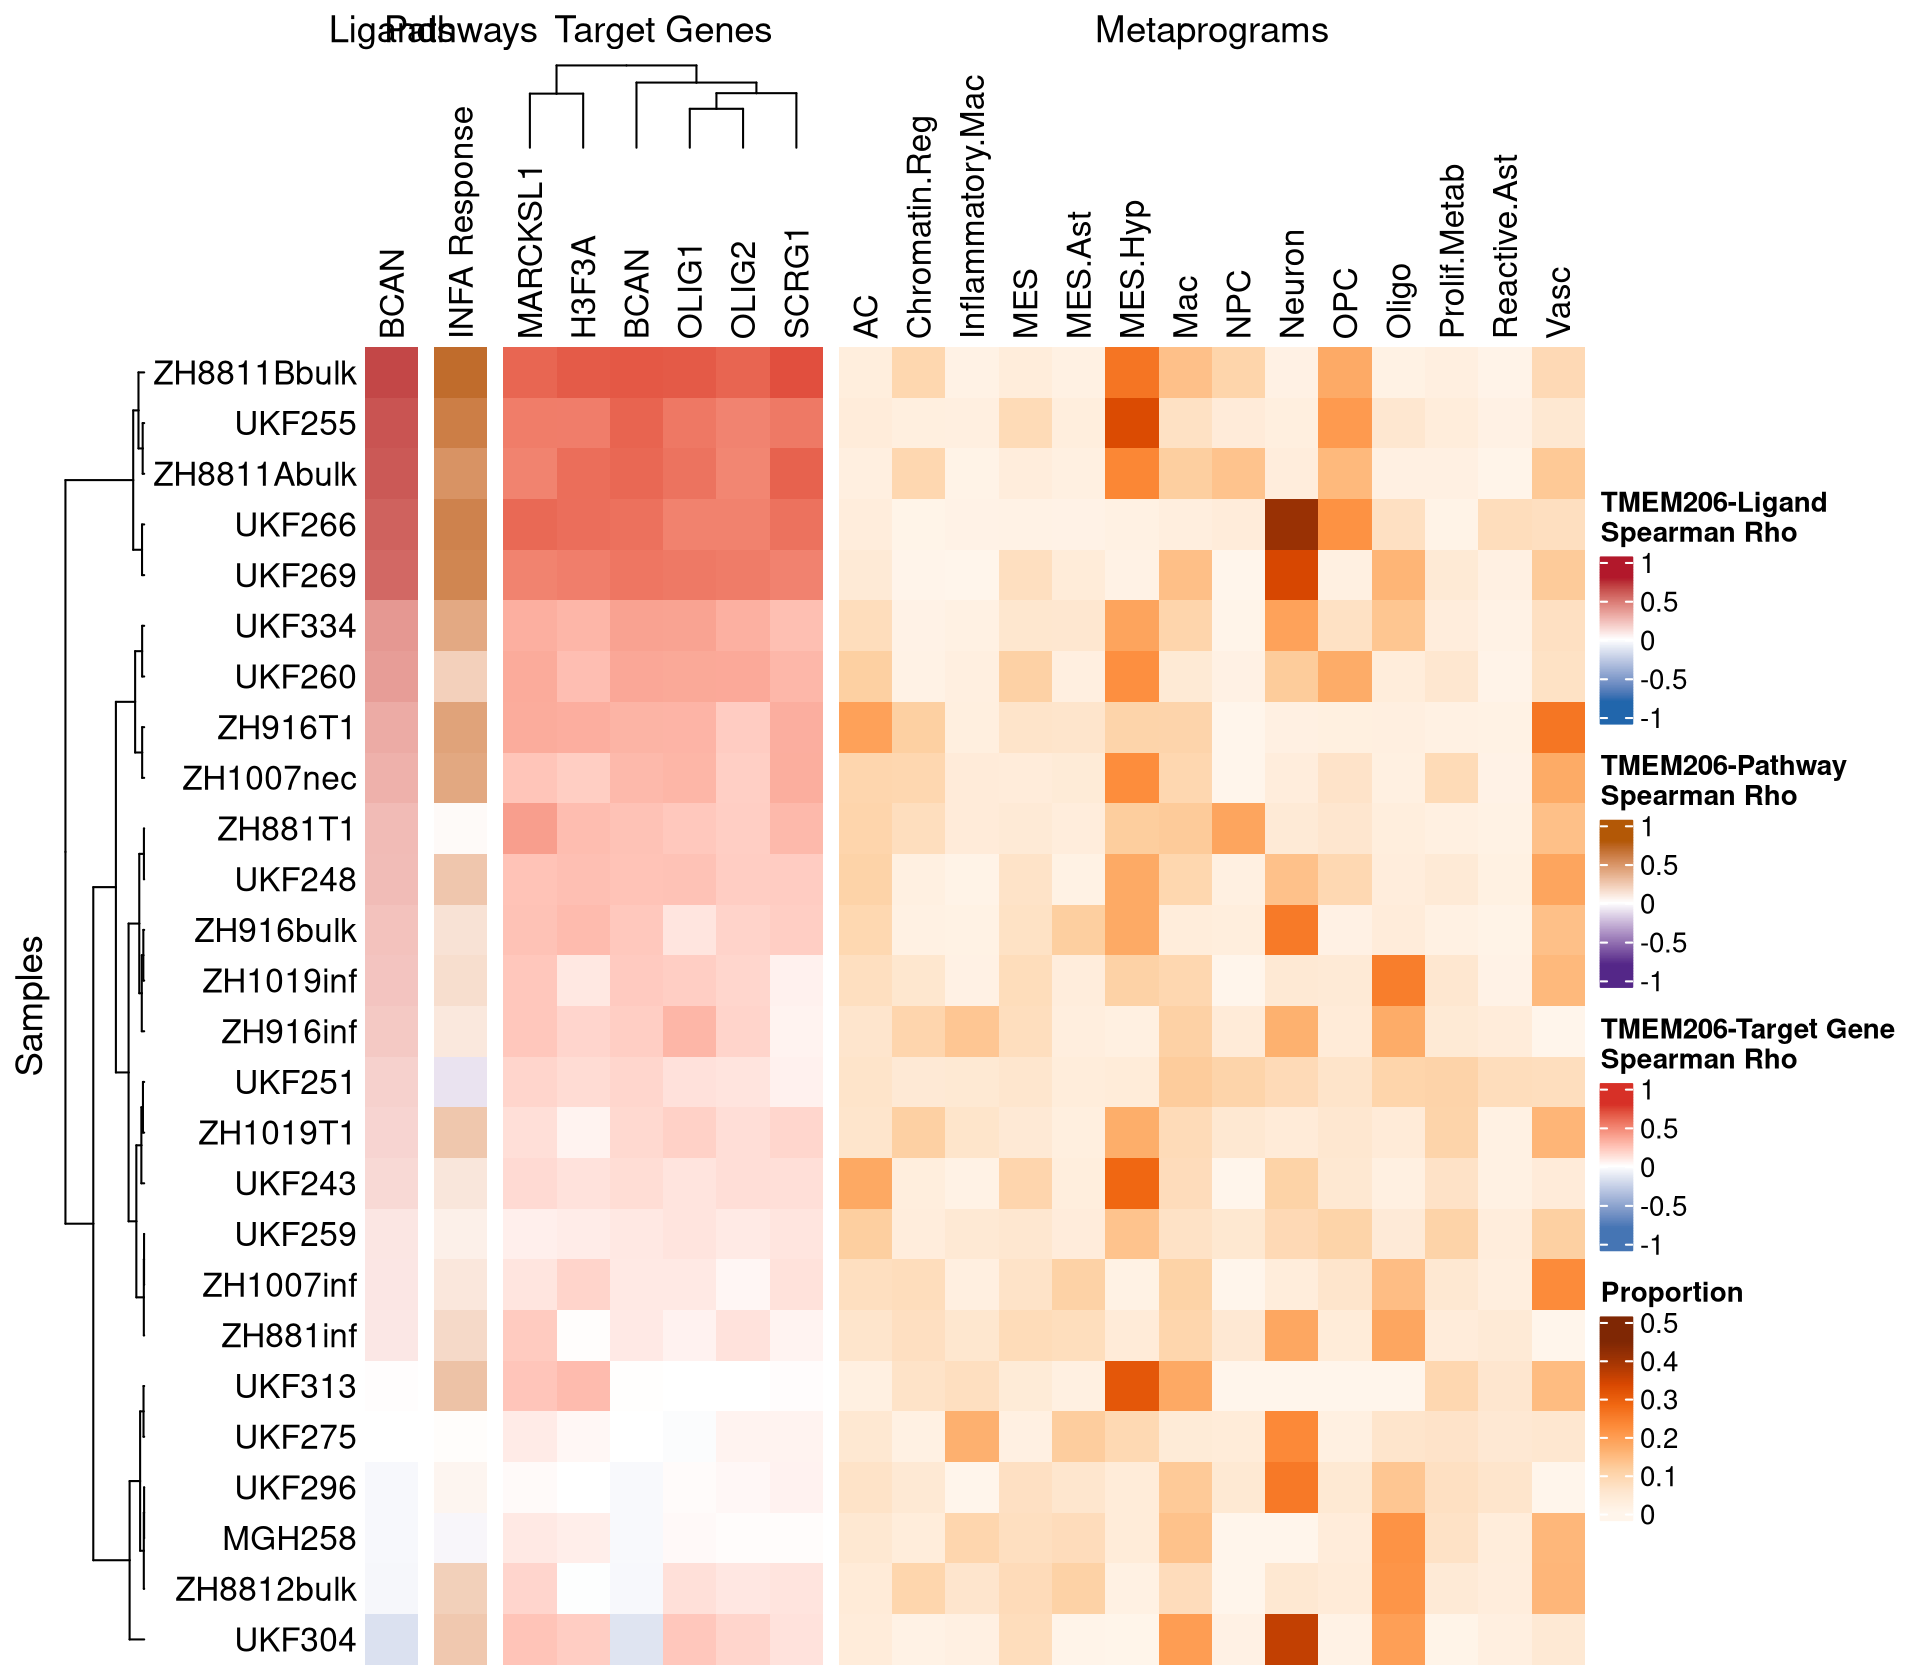 Ligands Pathways Target Genes Metaprograms
BCAN INFA Response MARCKSL1 H3F3A BCAN OLIG1 OLIG2 SCRG1 AC Chromatin.Reg Inflammatory.Mac MES MES.Ast MES.Hyp Mac NPC Neuron OPC Oligo Prolif.Metab Reactive.Ast Vasc
Samples
ZH8811Bbulk
UKF255
ZH8811Abulk
UKF266
UKF269
UKF334
UKF260
ZH916T1
ZH1007nec
ZH881T1
UKF248
ZH916bulk
ZH1019inf
ZH916inf
UKF251
ZH1019T1
UKF243
UKF259
ZH1007inf
ZH881inf
UKF313
UKF275
UKF296
MGH258
ZH8812bulk
UKF304
TMEM206-Ligand
Spearman Rho
1
0.5
0
-0.5
-1
TMEM206-Pathway
Spearman Rho
1
0.5
0
-0.5
-1
TMEM206-Target Gene
Spearman Rho
1
0.5
0
-0.5
-1
Proportion
0.5
0.4
0.3
0.2
0.1
0